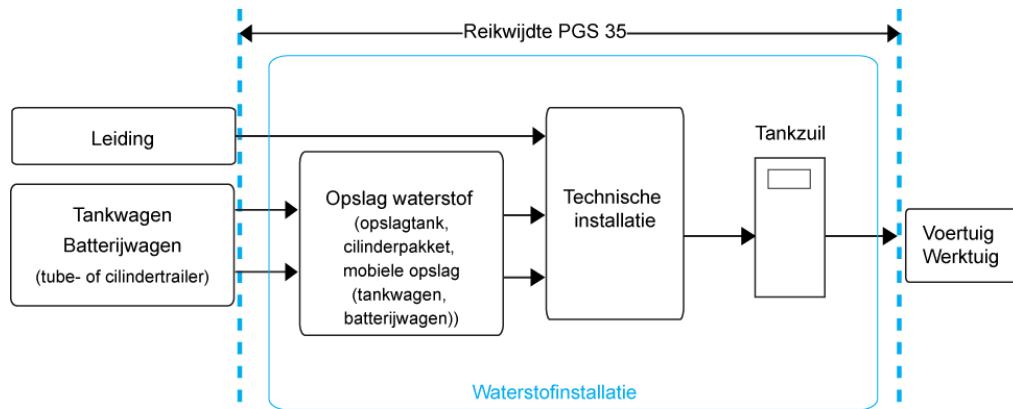 Reikwijdte PGS 35
Leiding
Tankwagen
Batterijwagen
(tube- of cilindertrailer)
Opslag waterstof
(opslagtank,
cilinderpakket,
mobiele opslag
(tankwagen,
batterijwagen))
Technische
installatie
Tankzuil
Voertuig
Werktuig
Waterstofinstallatie